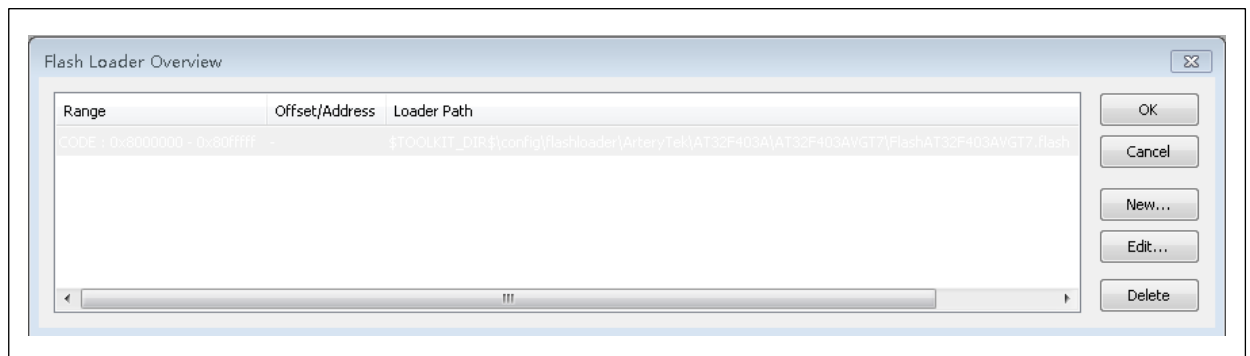 Flash Loader Overview
Range Offset/Address Loader Path
CODE : 0x8000000 - 0x80fffff - $TOOLKIT_DIR$\config\flashloader\ArteryTek\AT32F403A\AT32F403AVGT7\FlashAT32F403AVGT7.flash
OK
Cancel
New...
Edit...
Delete